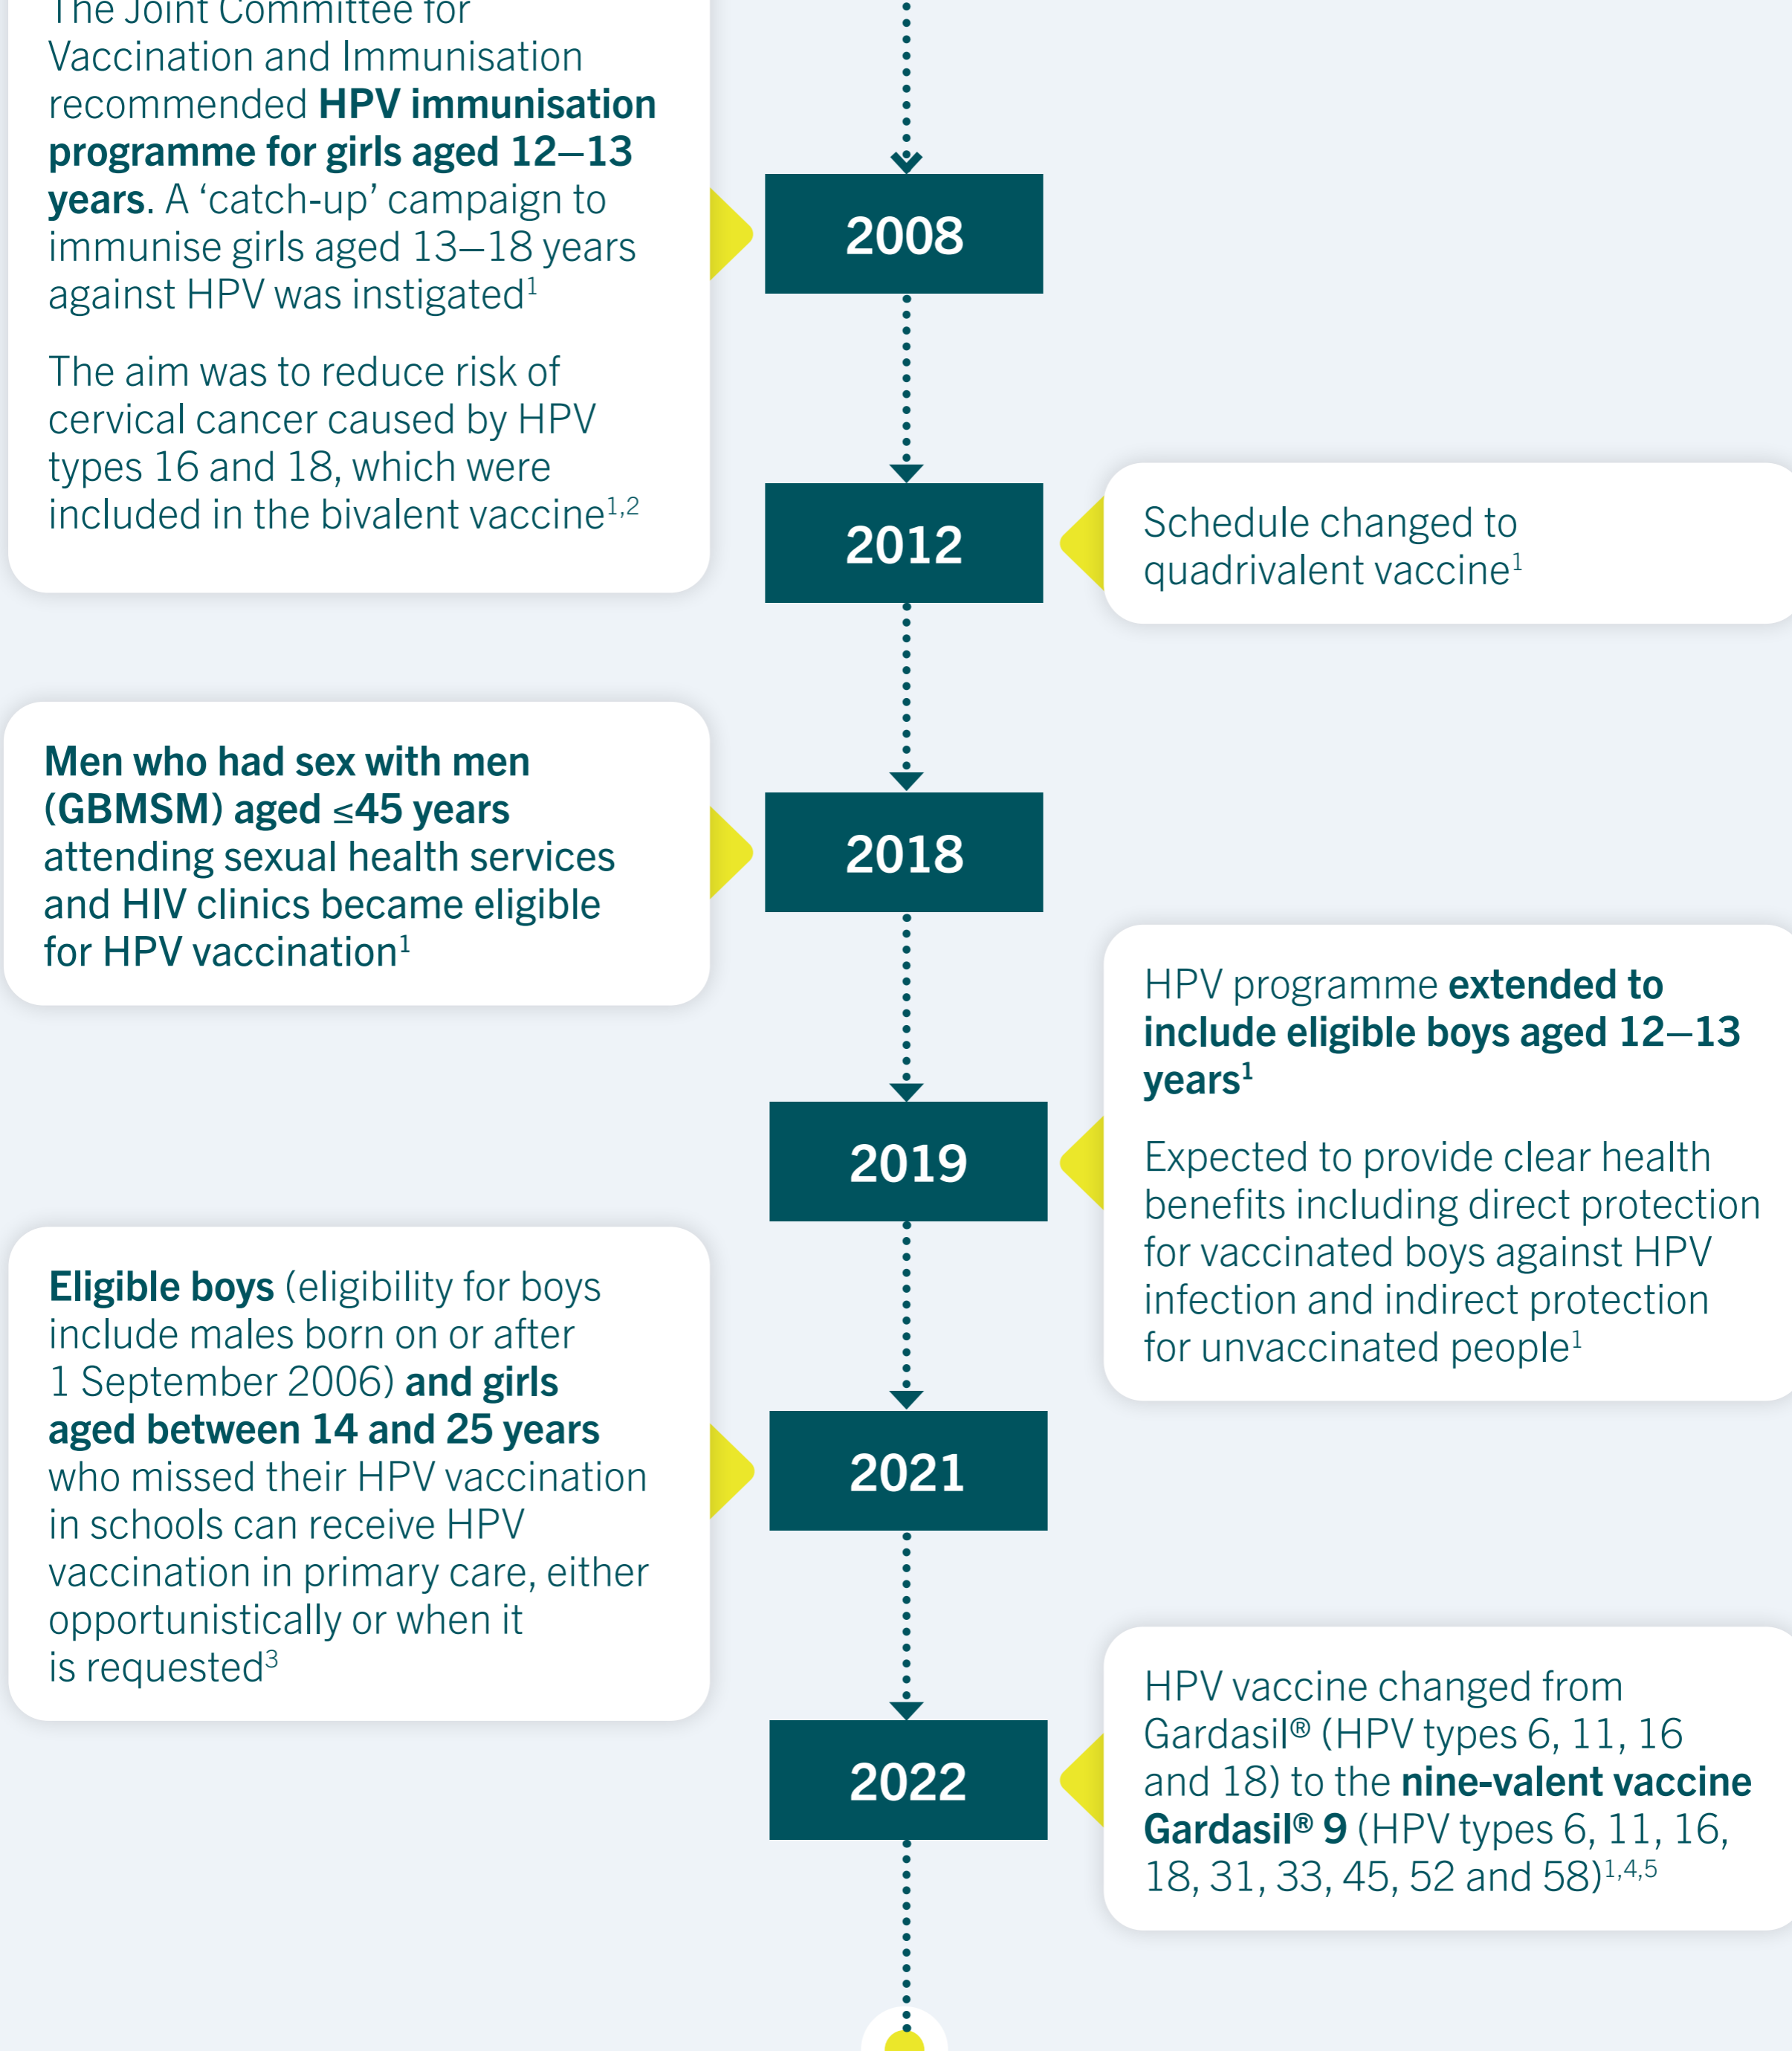 The Joint Committee for
Vaccination and Immunisation
recommended HPV immunisation
programme for girls aged 12–13
years. A ‘catch-up’ campaign to
immunise girls aged 13–18 years
against HPV was instigated1
The aim was to reduce risk of
cervical cancer caused by HPV
types 16 and 18, which were
included in the bivalent vaccine1,2
2008
2012
Schedule changed to
quadrivalent vaccine1
Men who had sex with men
(GBMSM) aged ≤45 years
attending sexual health services
and HIV clinics became eligible
for HPV vaccination1
2018
HPV programme extended to
include eligible boys aged 12–13
years1
Expected to provide clear health
benefits including direct protection
for vaccinated boys against HPV
infection and indirect protection
for unvaccinated people1
2019
Eligible boys (eligibility for boys
include males born on or after
1 September 2006) and girls
aged between 14 and 25 years
who missed their HPV vaccination
in schools can receive HPV
vaccination in primary care, either
opportunistically or when it
is requested3
2021
2022
HPV vaccine changed from
Gardasil® (HPV types 6, 11, 16
and 18) to the nine-valent vaccine
Gardasil® 9 (HPV types 6, 11, 16,
18, 31, 33, 45, 52 and 58)1,4,5